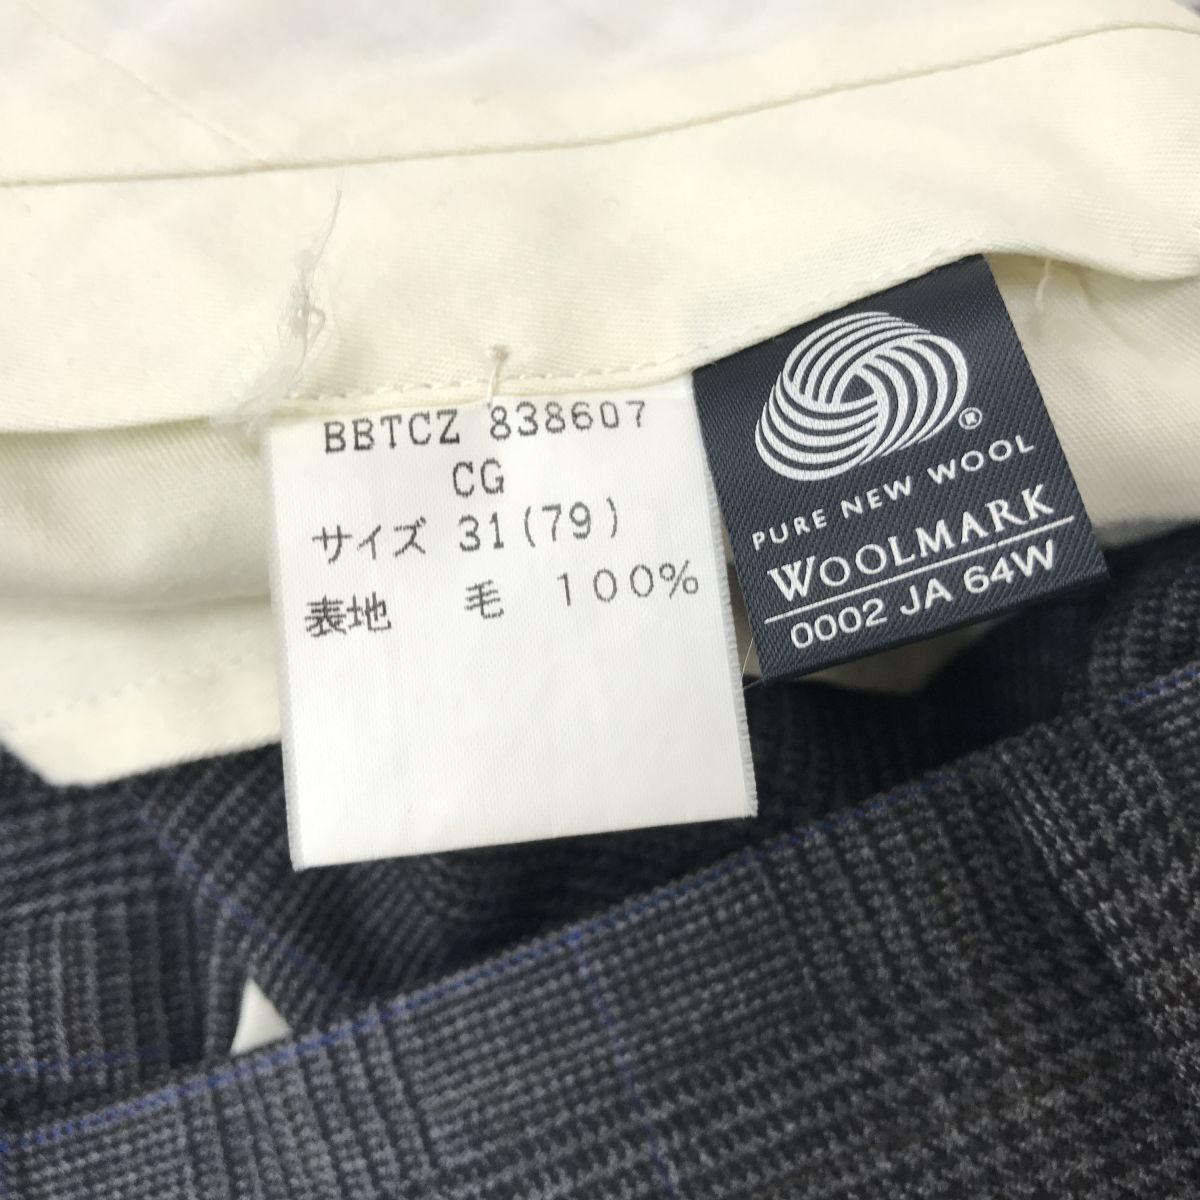 BBTCZ 838607
CG
サイズ 31(79)
表地 毛 100%
®
PURE NEW WOOL
WOOLMARK
0002 JA 64W